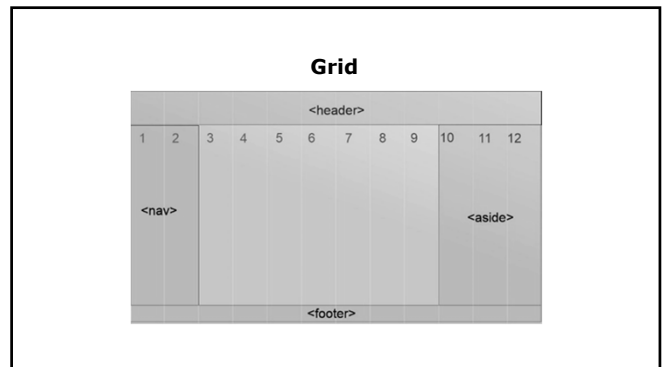 Grid
<header>
1 2 3 4 5 6 7 8 9 10 11 12
<nav>
<aside>
<footer>